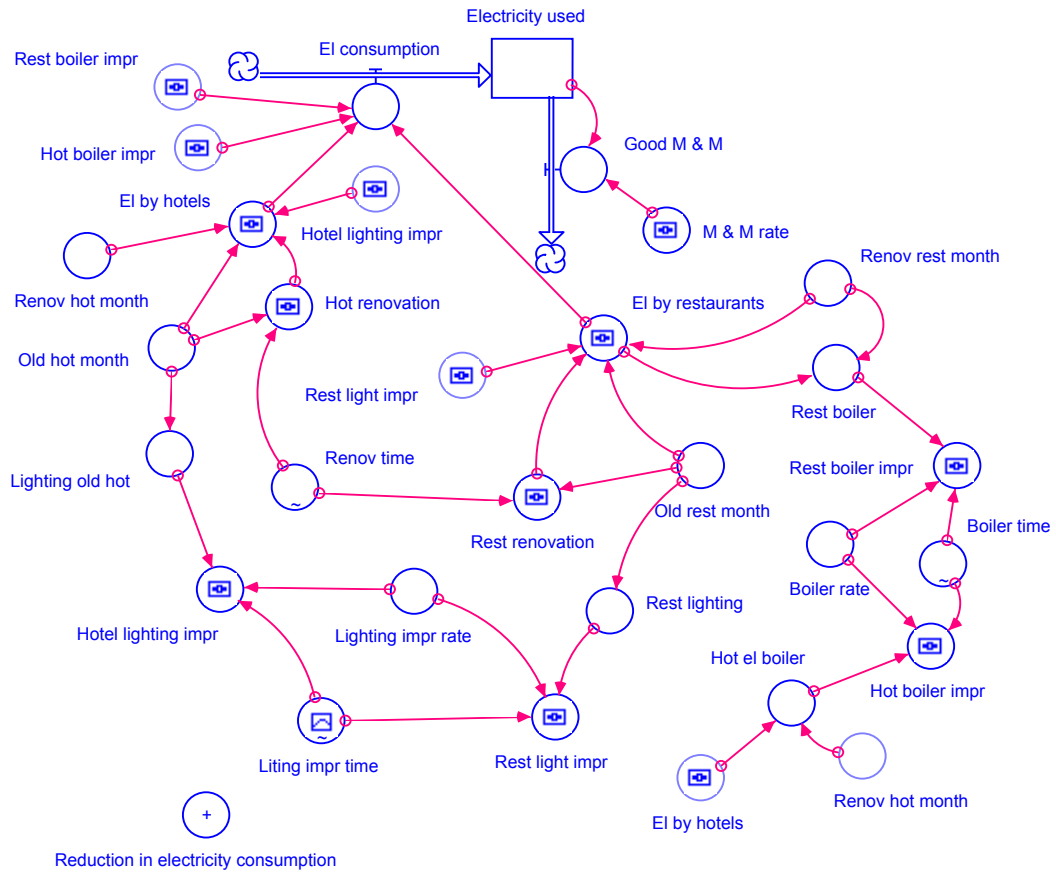 Electricity used
El consumption
Rest boiler impr
Good M & M
Hot boiler impr
El by hotels
Hotel lighting impr
M & M rate
Renov rest month
Renov hot month
Hot renovation
El by restaurants
Old hot month
Rest light impr
Rest boiler
Renov time
Rest boiler impr
Lighting old hot
Old rest month
Boiler time
Rest renovation
Boiler rate
Rest lighting
Hotel lighting impr
Lighting impr rate
Hot el boiler
Hot boiler impr
~
~
~
Liting impr time
Rest light impr
Renov hot month
+
El by hotels
Reduction in electricity consumption